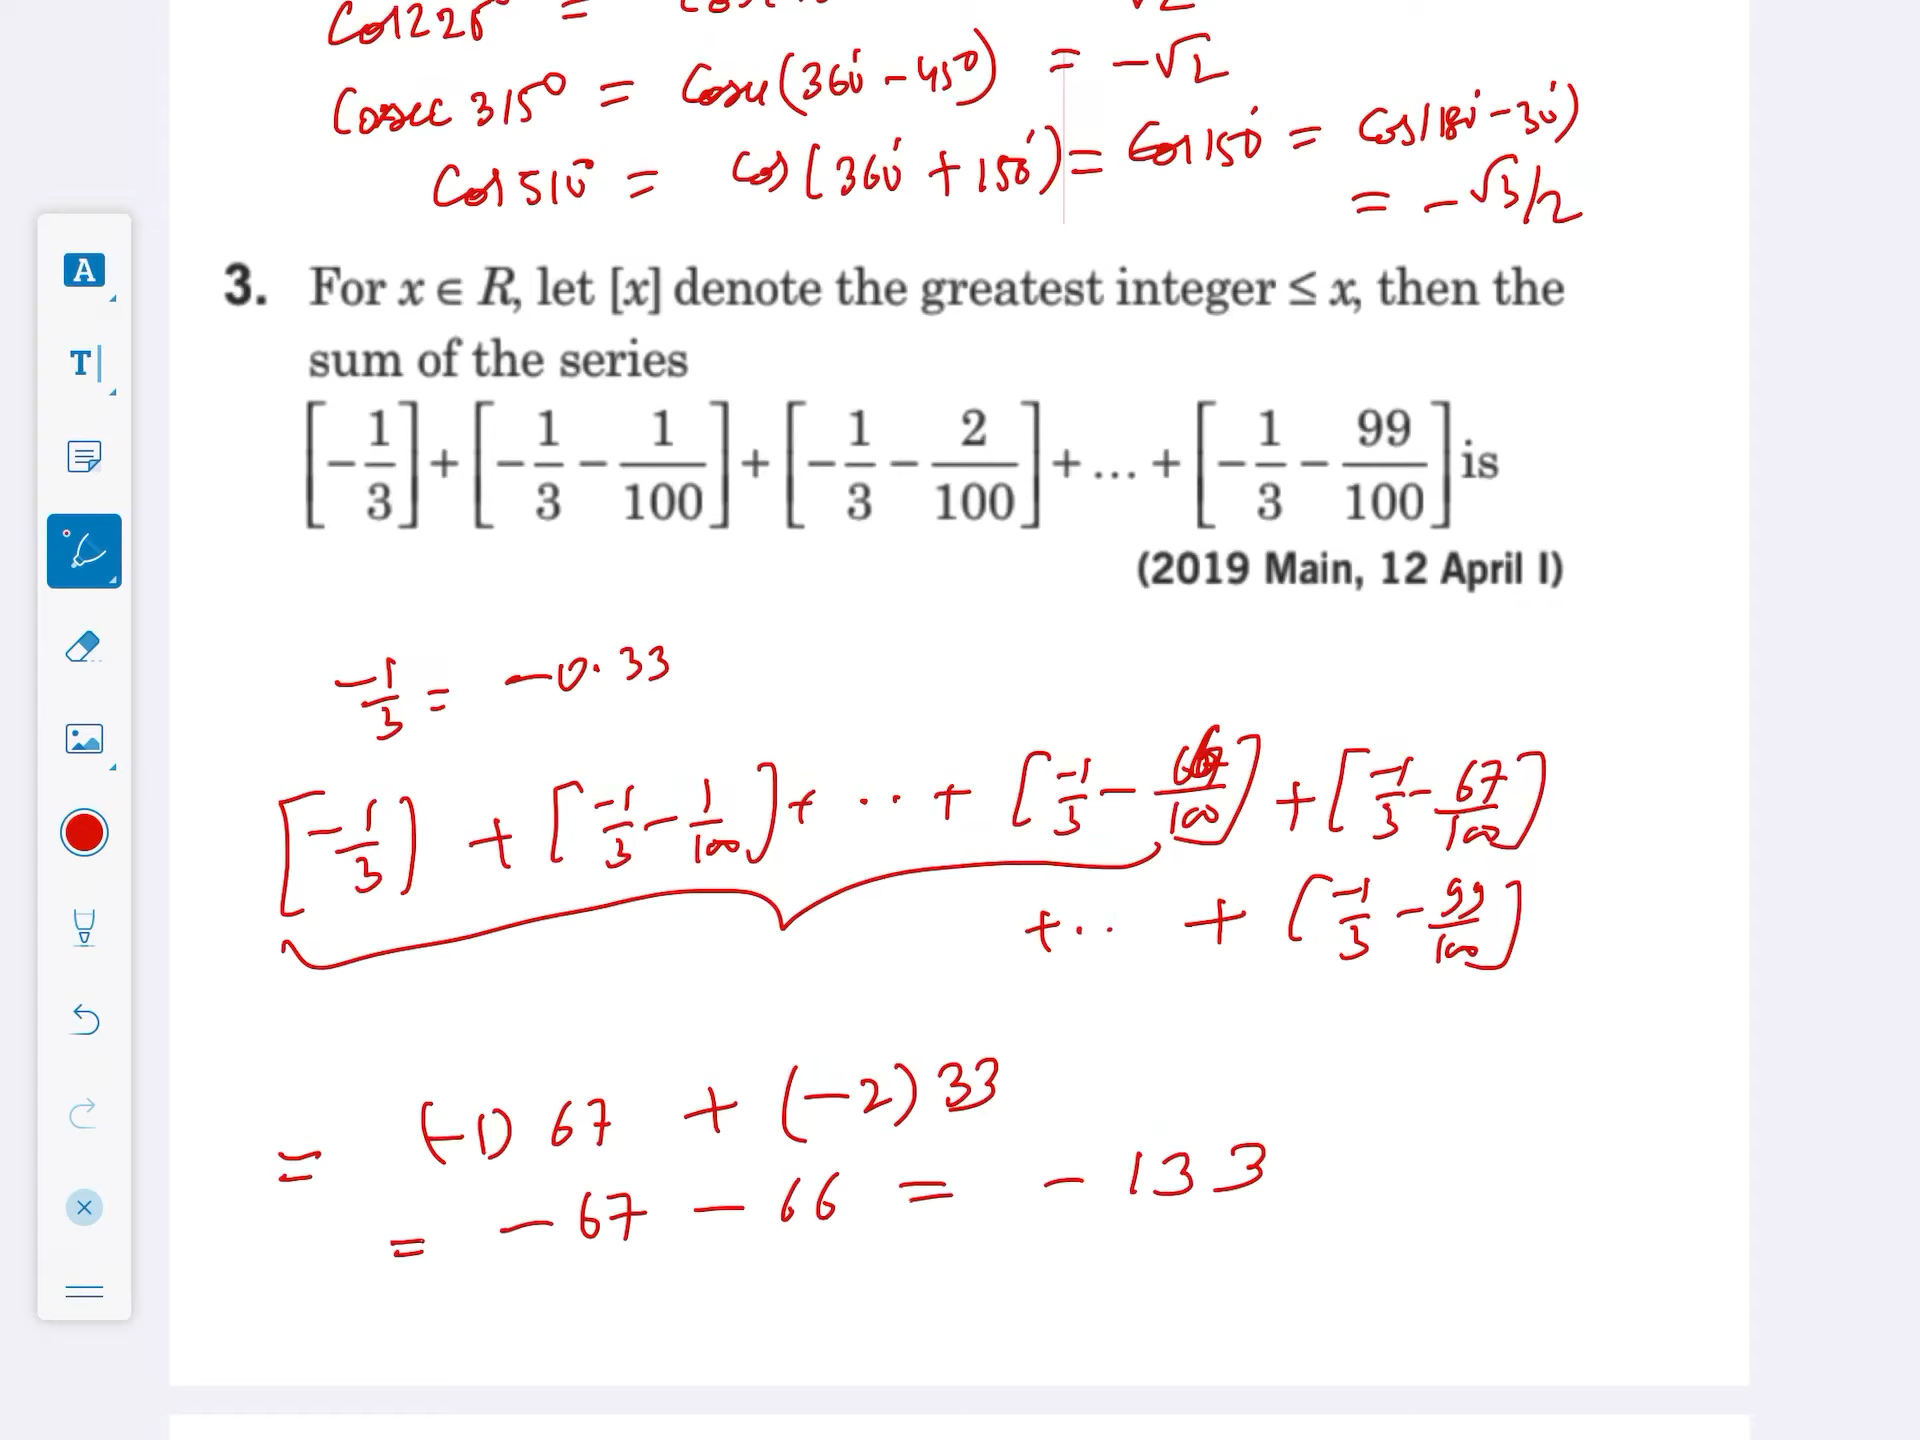 Cos 225° =
Cosec 315° = Cosec (360° - 45°) = -√2
Cos 510° = Cos (360° + 150°) = Cos 150° = Cos (180° - 30°)
= -√3/2
A
T
3. For x ∈ R, let [x] denote the greatest integer ≤ x, then the
sum of the series
[-1/3] + [-1/3 - 1/100] + [-1/3 - 2/100] + ... + [-1/3 - 99/100] is
(2019 Main, 12 April I)
-1/3 = -0.33
[-1/3] + [-1/3 - 1/100] + ... + [-1/3 - 66/100] + [-1/3 - 67/100]
+ .. + [-1/3 - 99/100]
= (-1) 67 + (-2) 33
= - 67 - 66 = - 133